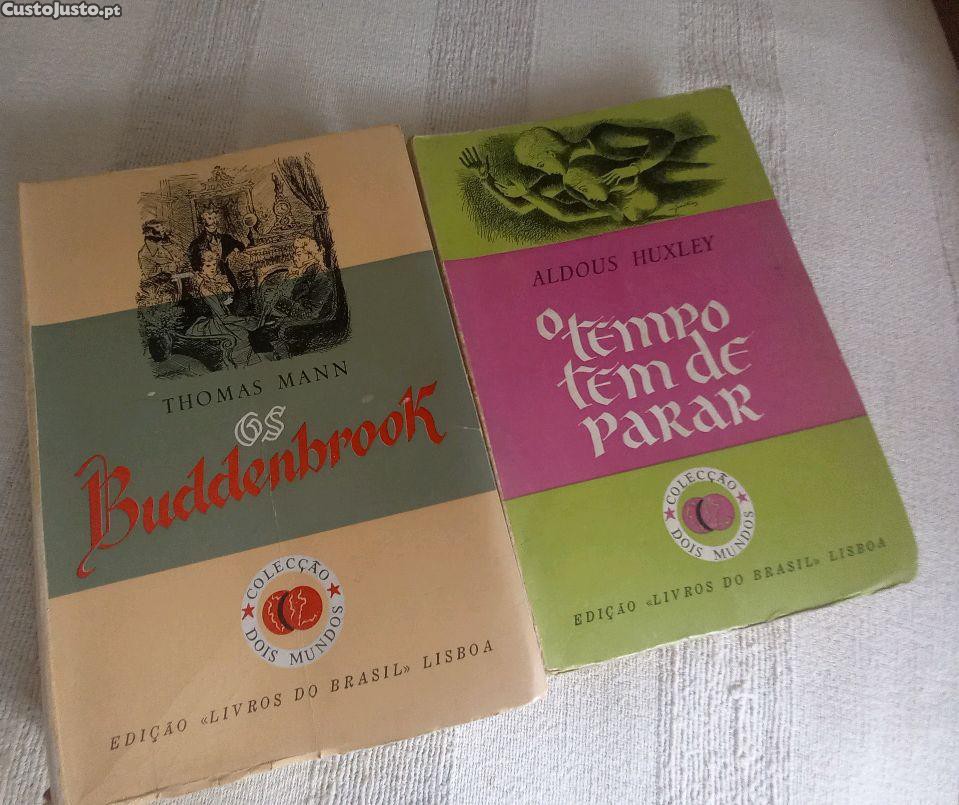 CustoJusto.pt
THOMAS MANN
OS
Buddenbrook
COLECÇÃO
DOIS MUNDOS
EDIÇÃO «LIVROS DO BRASIL» LISBOA
ALDOUS HUXLEY
O tempo
tem de
parar
COLECÇÃO
DOIS MUNDOS
EDIÇÃO «LIVROS DO BRASIL» LISBOA